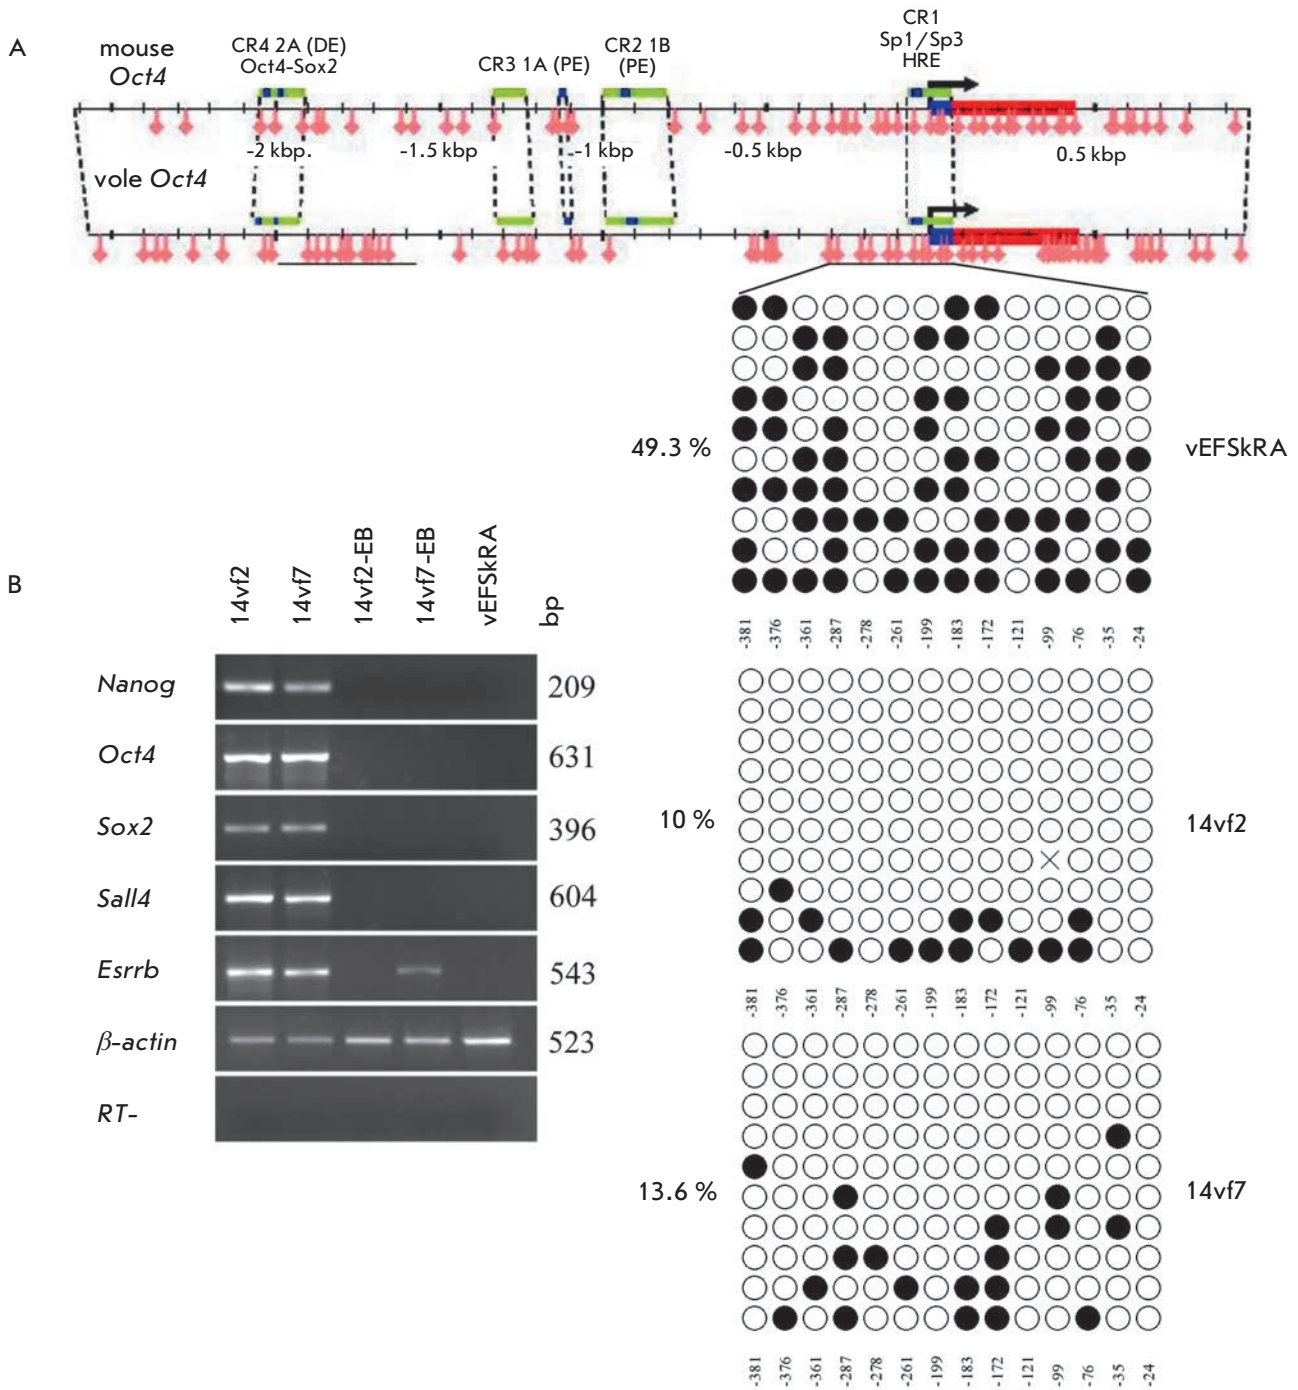 A
mouse
Oct4
CR4 2A (DE)
Oct4-Sox2
CR3 1A (PE)
CR2 1B
(PE)
CR1
Sp1/Sp3
HRE
-2 kbp.
-1.5 kbp
-1 kbp
-0.5 kbp
0.5 kbp
vole Oct4
49.3 %
vEFSkRA
-381 -376 -361 -287 -278 -261 -199 -183 -172 -121 -99 -76 -35 -24
10 %
14vf2
-381 -376 -361 -287 -278 -261 -199 -183 -172 -121 -99 -76 -35 -24
13.6 %
14vf7
-381 -376 -361 -287 -278 -261 -199 -183 -172 -121 -99 -76 -35 -24
B
14vf2 14vf7 14vf2-EB 14vf7-EB vEFSkRA bp
Nanog 209
Oct4 631
Sox2 396
Sall4 604
Esrrb 543
β-actin 523
RT-